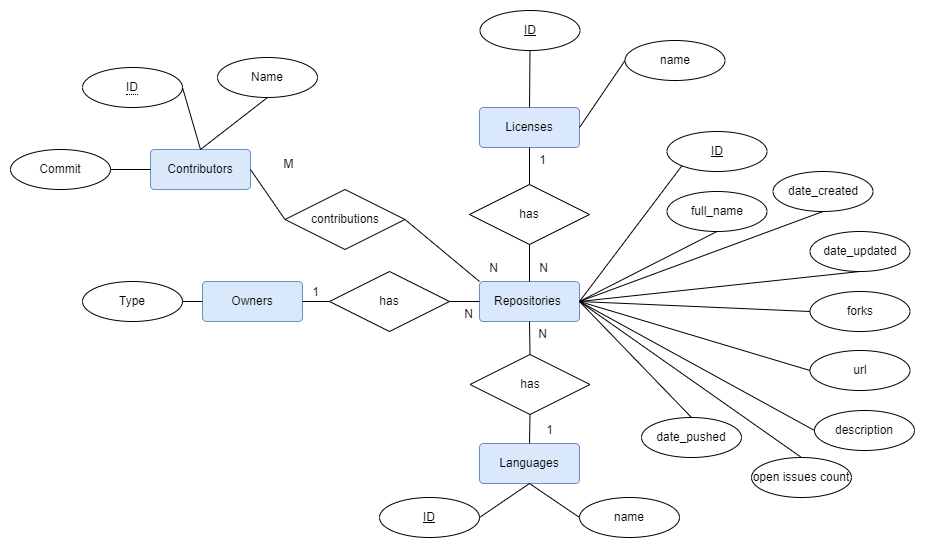 ID
name
ID
Name
Licenses
Commit
Contributors
M
1
ID
contributions
has
full_name
date_created
date_updated
N
N
Type
Owners
1
has
N
Repositories
forks
N
url
has
description
1
date_pushed
Languages
open issues count
ID
name